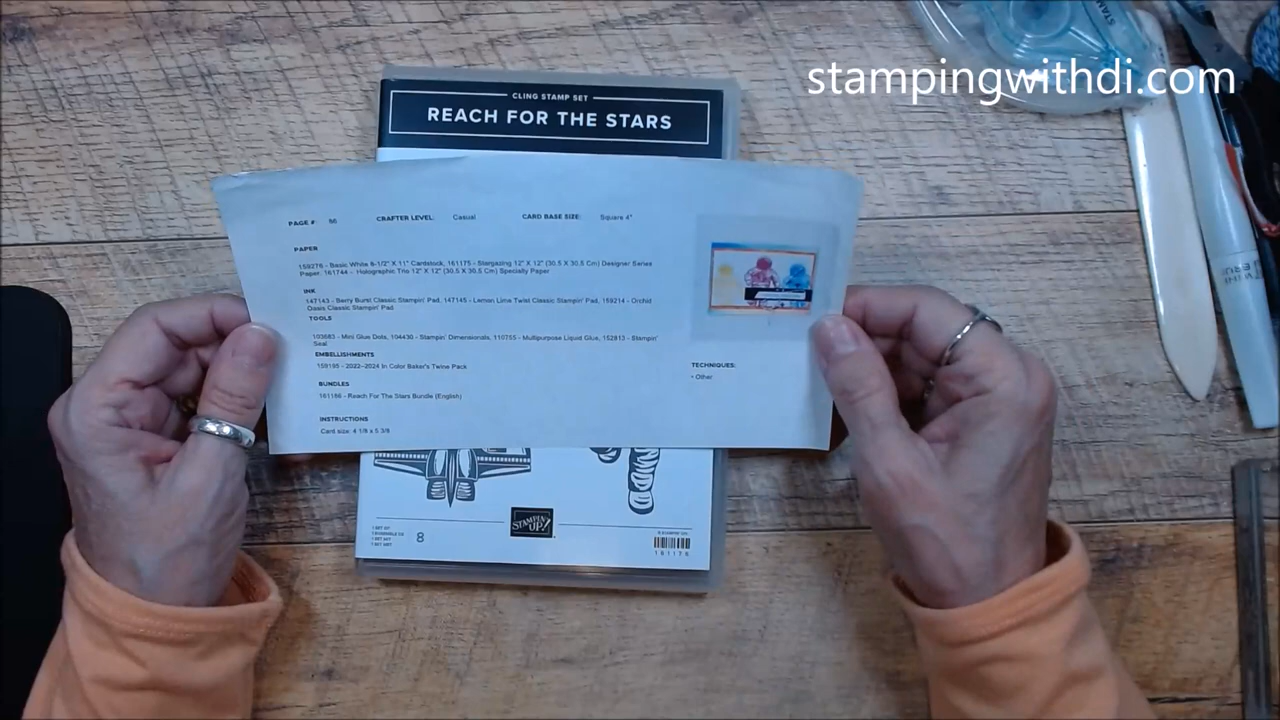 stampingwithdi.com
CLING STAMP SET
REACH FOR THE STARS
PAGE #: 86 CRAFTER LEVEL: Casual CARD BASE SIZE: Square 4"
PAPER
159276 - Basic White 8-1/2" X 11" Cardstock, 161175 - Stargazing 12" X 12" (30.5 X 30.5 Cm) Designer Series
Paper, 161744 - Holographic Trio 12" X 12" (30.5 X 30.5 Cm) Specialty Paper
INK
147143 - Berry Burst Classic Stampin' Pad, 147145 - Lemon Lime Twist Classic Stampin' Pad, 159214 - Orchid
Oasis Classic Stampin' Pad
TOOLS
103683 - Mini Glue Dots, 104430 - Stampin' Dimensionals, 110755 - Multipurpose Liquid Glue, 152813 - Stampin'
Seal
EMBELLISHMENTS
159195 - 2022–2024 In Color Baker's Twine Pack
BUNDLES
161186 - Reach For The Stars Bundle (English)
INSTRUCTIONS
Card size: 4 1/8 x 5 3/8
TECHNIQUES:
• Other
8
STAMPIN' UP!